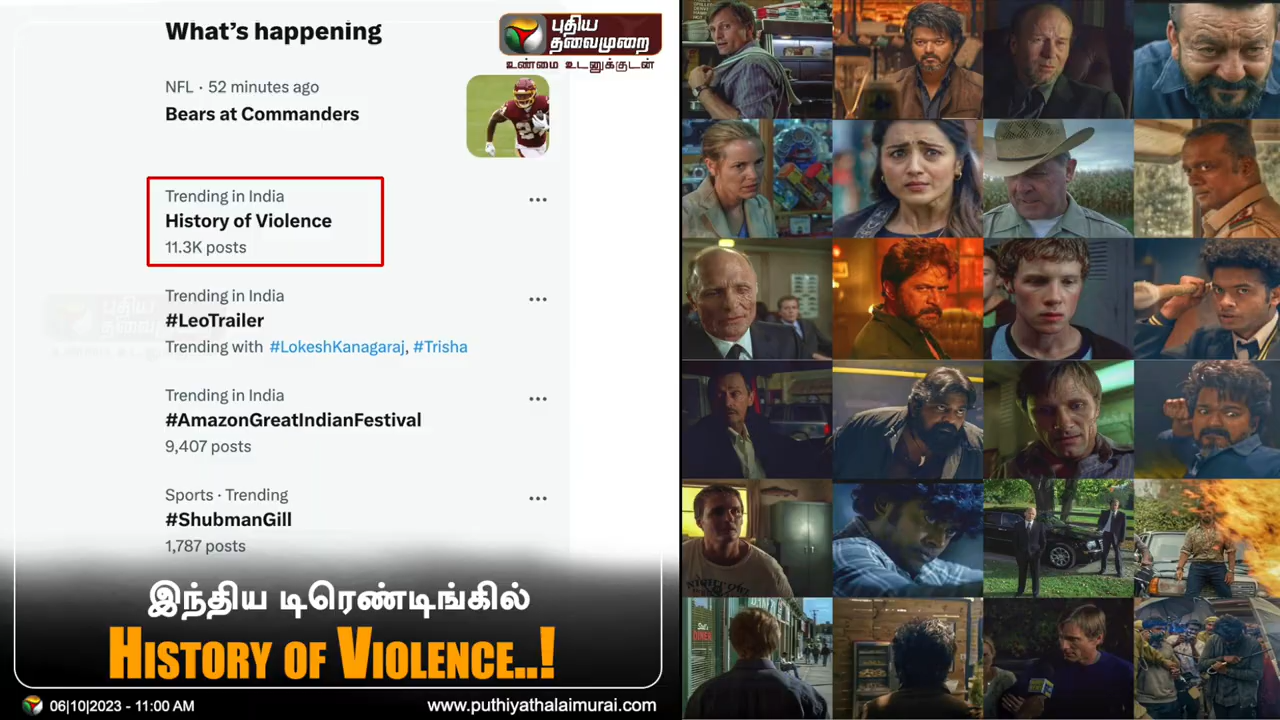 What's happening
புதிய
தலைமுறை
உண்மை உடனுக்குடன்
NFL · 52 minutes ago
Bears at Commanders
Trending in India
History of Violence
11.3K posts
Trending in India
#LeoTrailer
Trending with #LokeshKanagaraj, #Trisha
Trending in India
#AmazonGreatIndianFestival
9,407 posts
Sports · Trending
#ShubmanGill
1,787 posts
இந்திய டிரெண்டிங்கில்
HISTORY OF VIOLENCE..!
06|10|2023 - 11:00 AM
www.puthiyathalaimurai.com
DINER